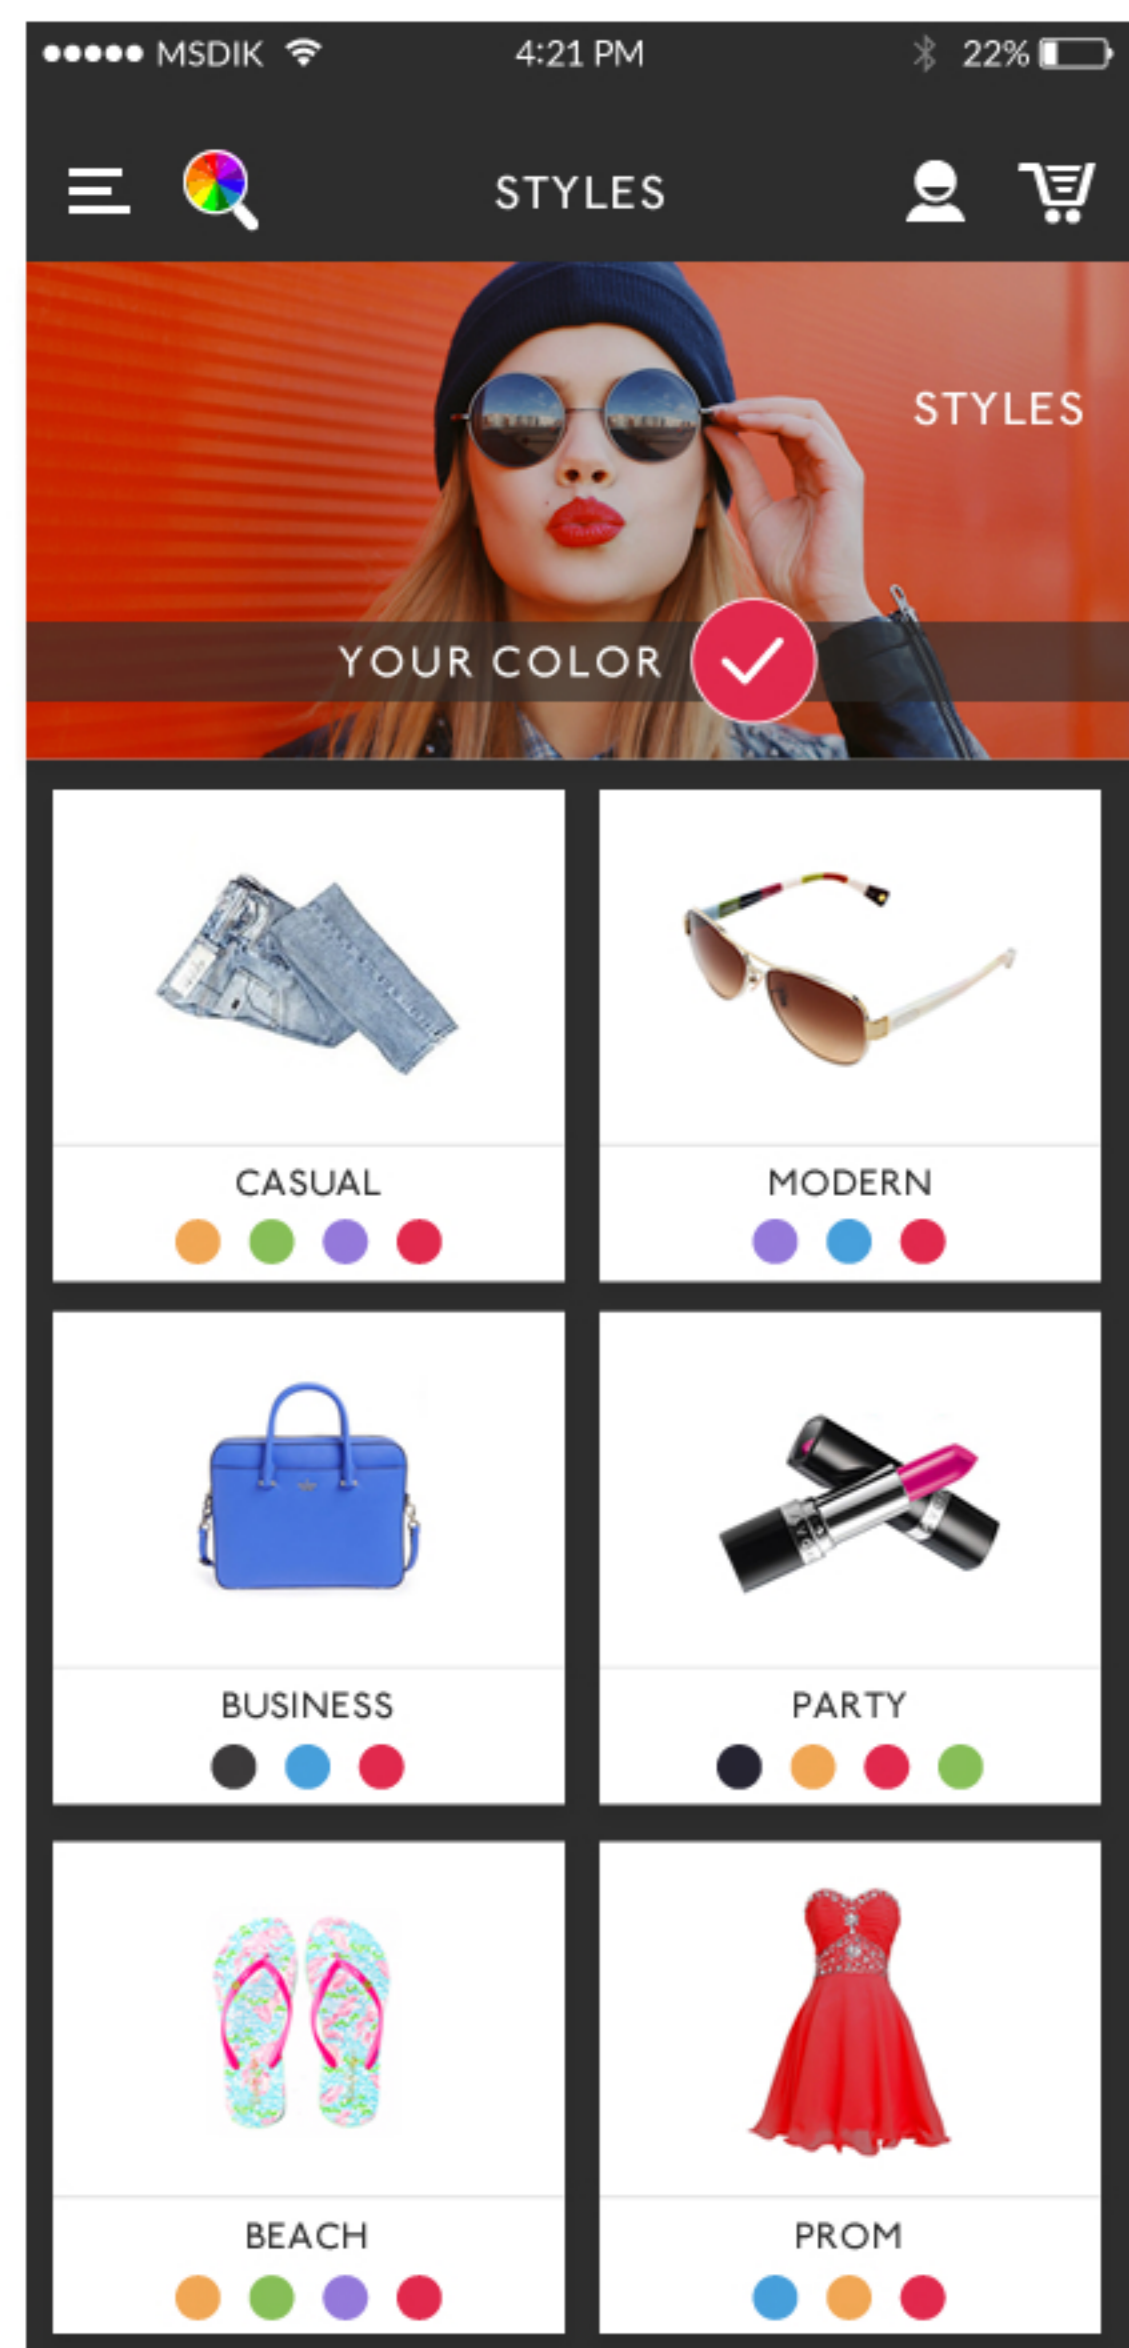 MSDIK 4:21 PM 22%
STYLES
STYLES
YOUR COLOR
CASUAL
MODERN
BUSINESS
PARTY
BEACH
PROM